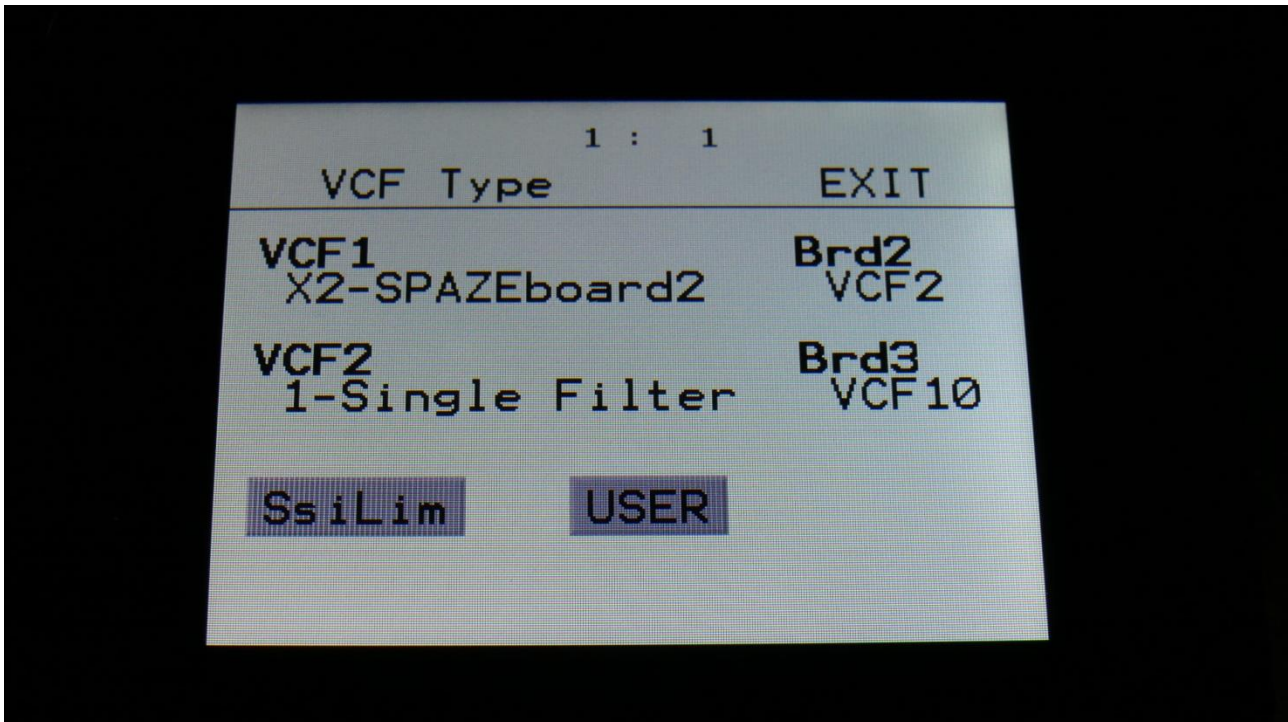 1 : 1
VCF Type EXIT
VCF1 Brd2
X2-SPAZEboard2 VCF2
VCF2 Brd3
1-Single Filter VCF10
SsiLim USER